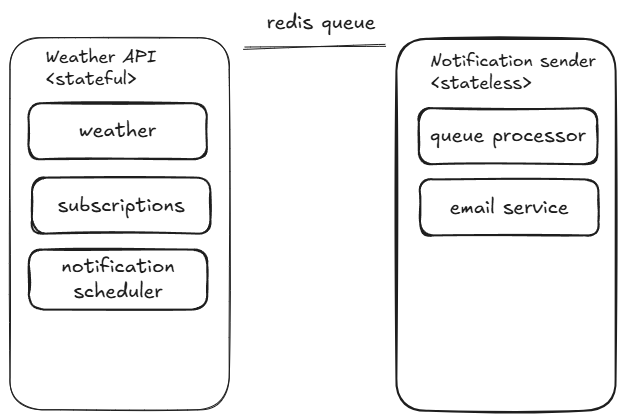 redis queue
Weather API
<stateful>
weather
subscriptions
notification
scheduler
Notification sender
<stateless>
queue processor
email service